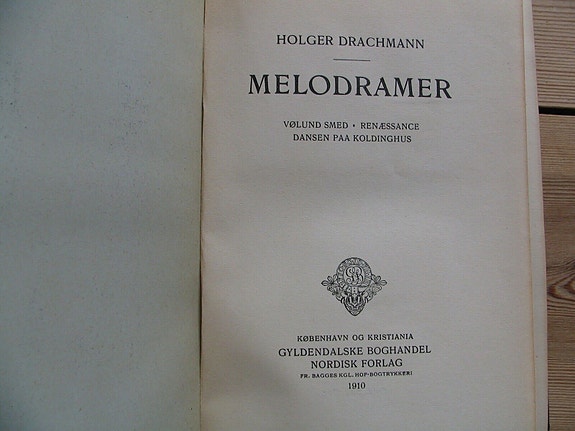 HOLGER DRACHMANN
MELODRAMER
VØLUND SMED • RENÆSSANCE
DANSEN PAA KOLDINGHUS
KØBENHAVN OG KRISTIANIA
GYLDENDALSKE BOGHANDEL
NORDISK FORLAG
FR. BAGGES KGL. HOF-BOGTRYKKERI
1910